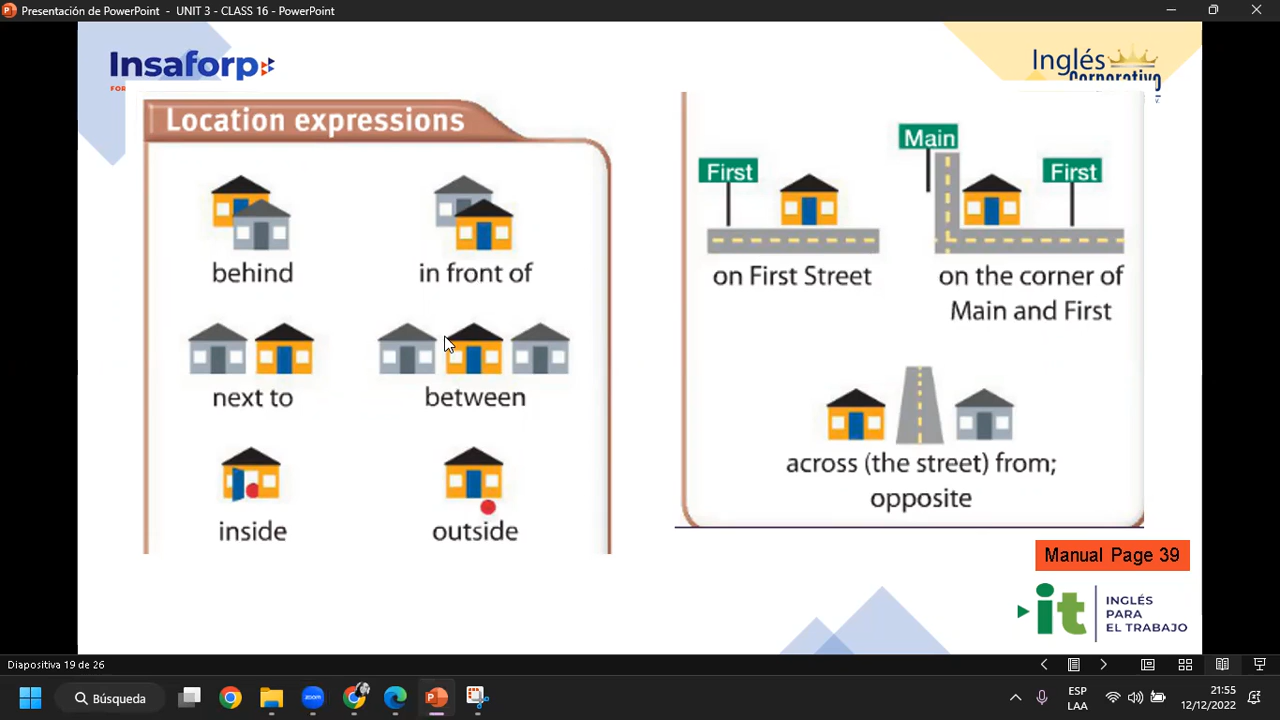 Presentación de PowerPoint - UNIT 3 - CLASS 16 - PowerPoint
Insaforp
FOR
Inglés
Corporativo
Location expressions
behind
in front of
next to
between
inside
outside
First
Main
First
on First Street
on the corner of
Main and First
across (the street) from;
opposite
Manual Page 39
it
INGLÉS
PARA
EL TRABAJO
Diapositiva 19 de 26
Búsqueda
zoom
ESP
LAA
21:55
12/12/2022